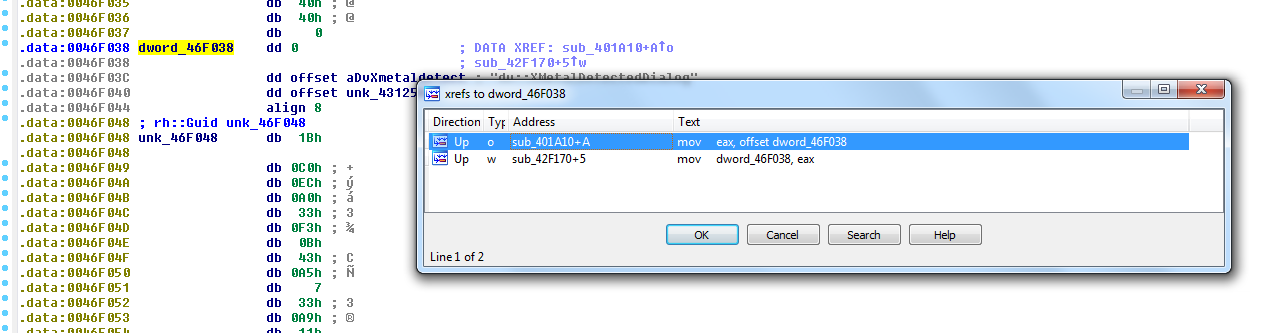 .data:0046F035 db 40h ; @
.data:0046F036 db 40h ; @
.data:0046F037 db 0
.data:0046F038 dword_46F038 dd 0 ; DATA XREF: sub_401A10+A↑o
.data:0046F038 ; sub_42F170+5↑w
.data:0046F03C dd offset aDvXmetaldetect ; "dv::XMetalDetectedDialog"
.data:0046F040 dd offset unk_43125
.data:0046F044 align 8
.data:0046F048 ; rh::Guid unk_46F048
.data:0046F048 unk_46F048 db 1Bh
.data:0046F048
.data:0046F049 db 0C0h ; +
.data:0046F04A db 0ECh ; ý
.data:0046F04B db 0A0h ; á
.data:0046F04C db 33h ; 3
.data:0046F04D db 0F3h ; ¾
.data:0046F04E db 0Bh
.data:0046F04F db 43h ; C
.data:0046F050 db 0A5h ; Ñ
.data:0046F051 db 7
.data:0046F052 db 33h ; 3
.data:0046F053 db 0A9h ; ®
.data:0046F054 db 11h
xrefs to dword_46F038
Direction Typ Address Text
Up o sub_401A10+A mov eax, offset dword_46F038
Up w sub_42F170+5 mov dword_46F038, eax
OK Cancel Search Help
Line 1 of 2